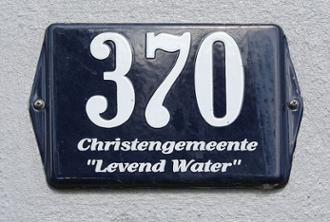 370
Christengemeente
"Levend Water"